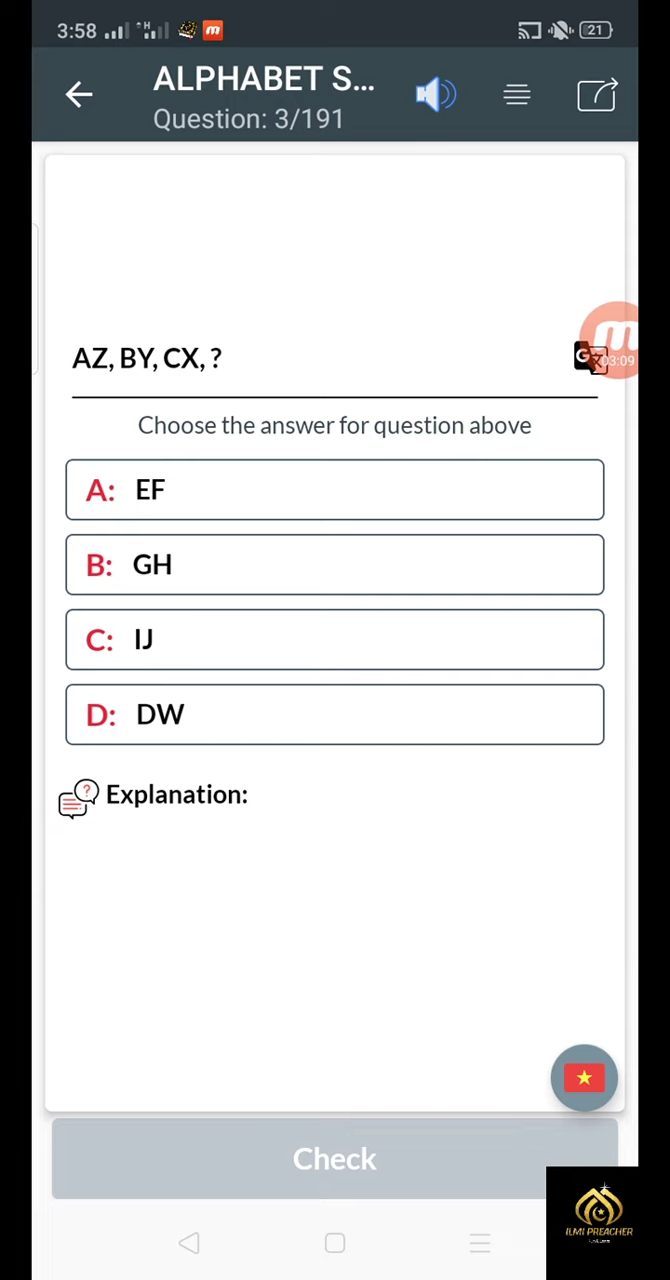 3:58
H
m
21
ALPHABET S...
Question: 3/191
AZ, BY, CX, ?
G
03:09
Choose the answer for question above
A: EF
B: GH
C: IJ
D: DW
Explanation:
Check
ILMI PREACHER